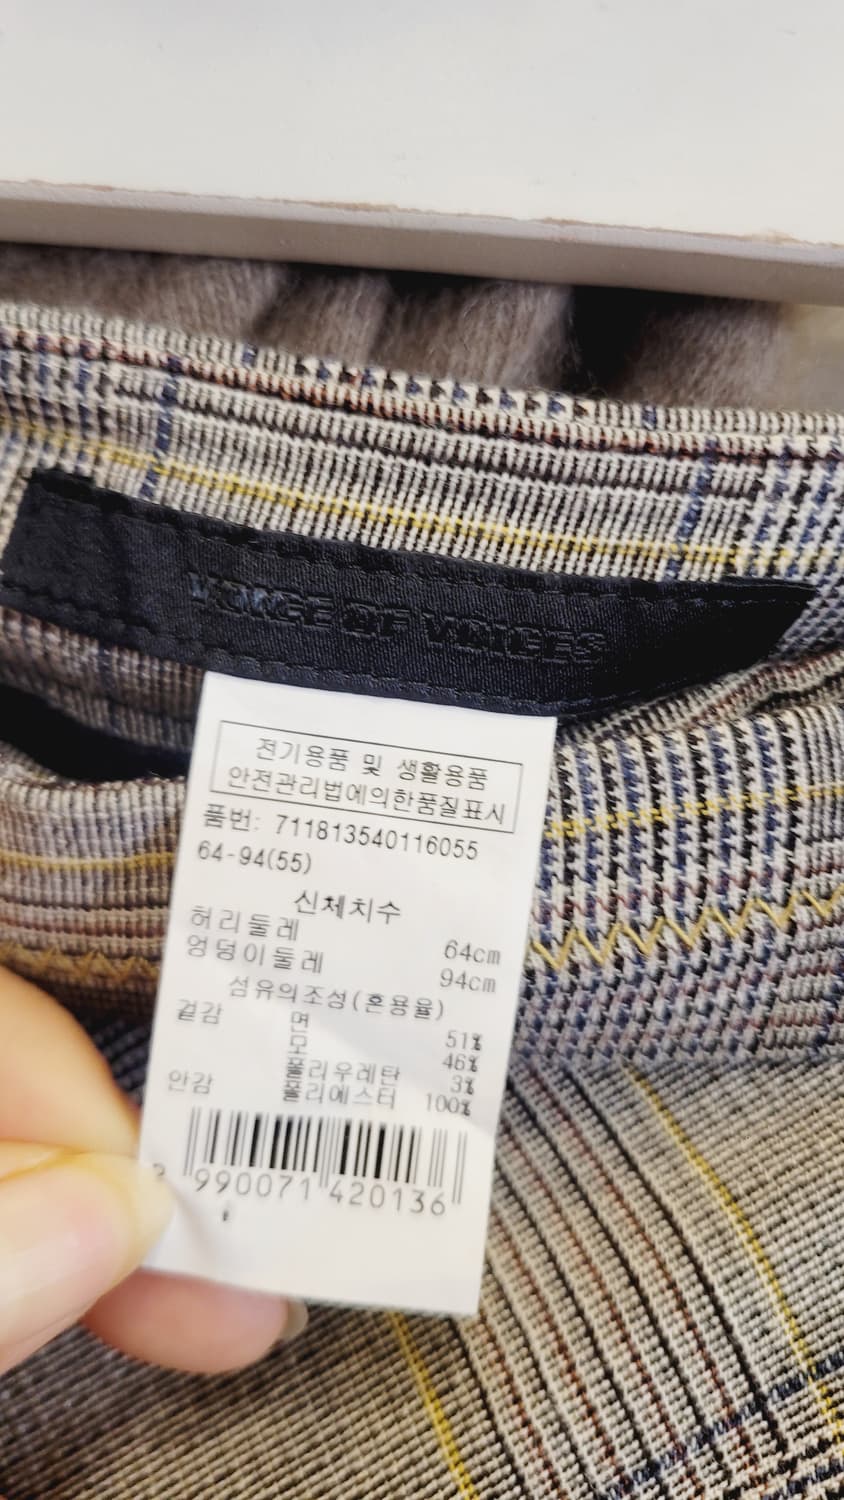 VOICE OF VOICES
전기용품 및 생활용품
안전관리법에의한품질표시
품번: 711813540116055
64-94(55)
신체치수
허리둘레 64cm
엉덩이둘레 94cm
섬유의조성(혼용율)
겉감 면 51%
모 46%
폴리우레탄 3%
안감 폴리에스터 100%
990071 420136